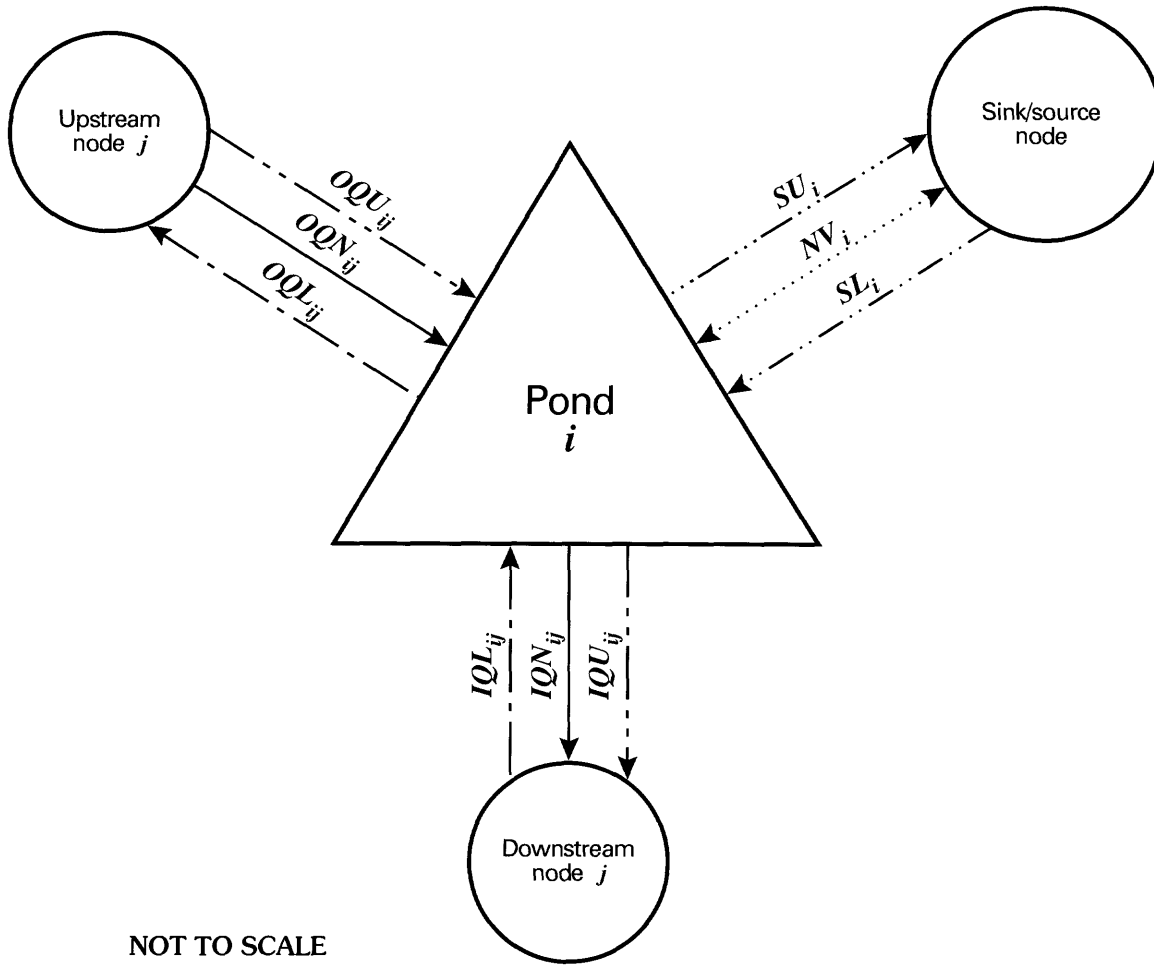 Upstream
node j
Sink/source
node
OQU_ij
OQN_ij
OQL_ij
SU_i
NV_i
SL_i
Pond
i
IQL_ij
IQN_ij
IQU_ij
Downstream
node j
NOT TO SCALE